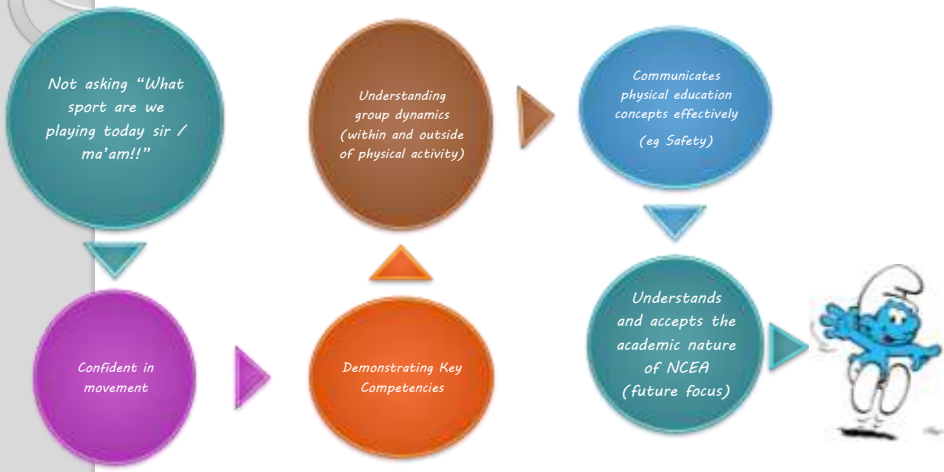 Not asking “What
sport are we
playing today sir /
ma'am!!”
Confident in
movement
Demonstrating Key
Competencies
Understanding
group dynamics
(within and outside
of physical activity)
Communicates
physical education
concepts effectively
(eg Safety)
Understands
and accepts the
academic nature
of NCEA
(future focus)